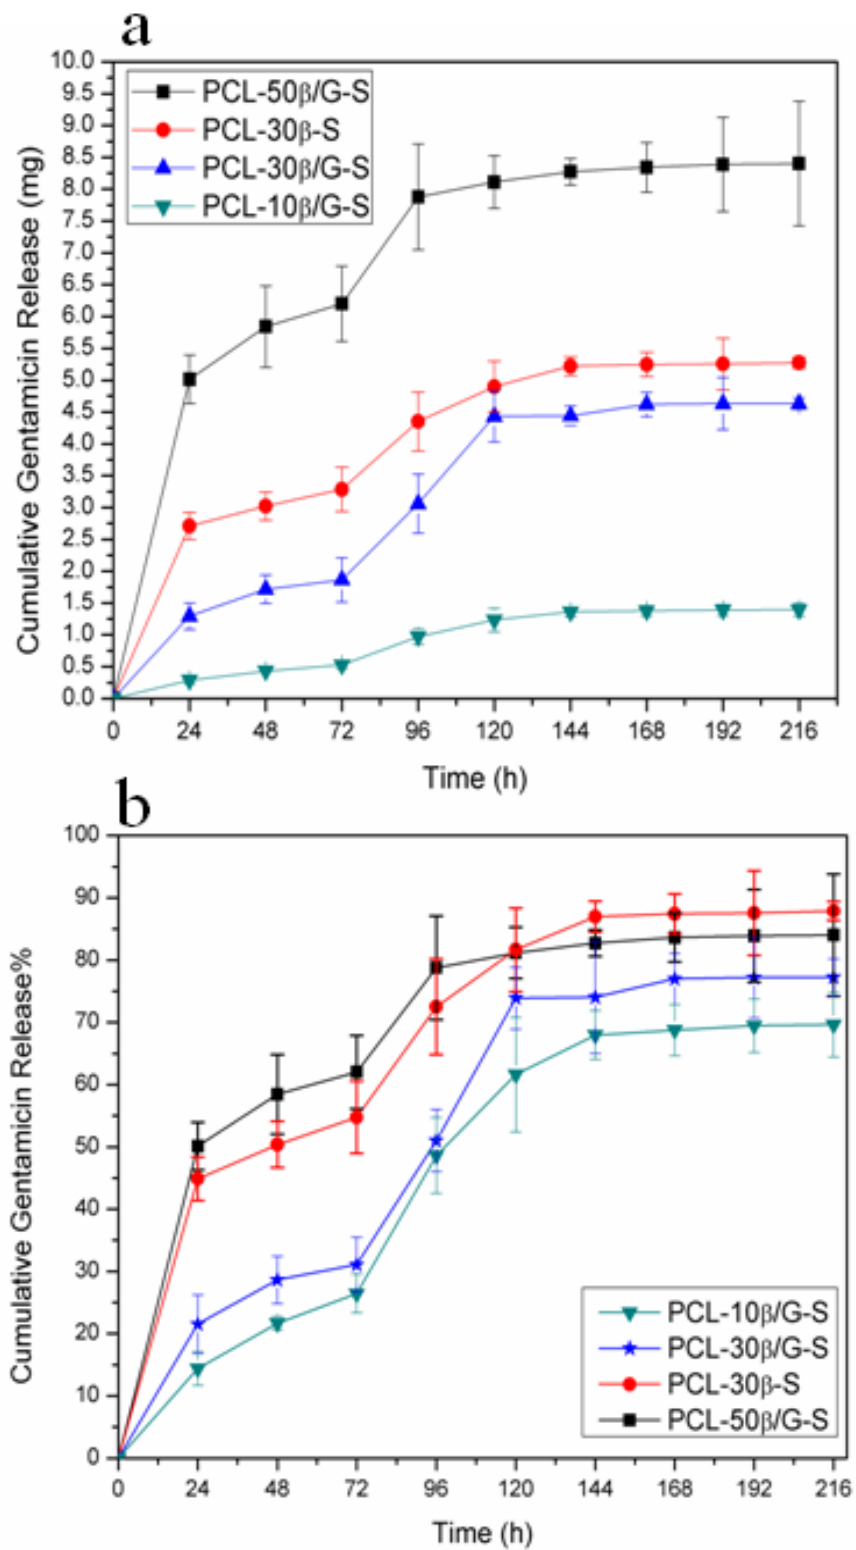 a
10.0
9.5
9.0
8.5
8.0
7.5
7.0
6.5
6.0
5.5
5.0
4.5
4.0
3.5
3.0
2.5
2.0
1.5
1.0
0.5
0.0
Cumulative Gentamicin Release (mg)
PCL-50β/G-S
PCL-30β-S
PCL-30β/G-S
PCL-10β/G-S
0 24 48 72 96 120 144 168 192 216
Time (h)
b
100
90
80
70
60
50
40
30
20
10
0
Cumulative Gentamicin Release%
PCL-10β/G-S
PCL-30β/G-S
PCL-30β-S
PCL-50β/G-S
0 24 48 72 96 120 144 168 192 216
Time (h)